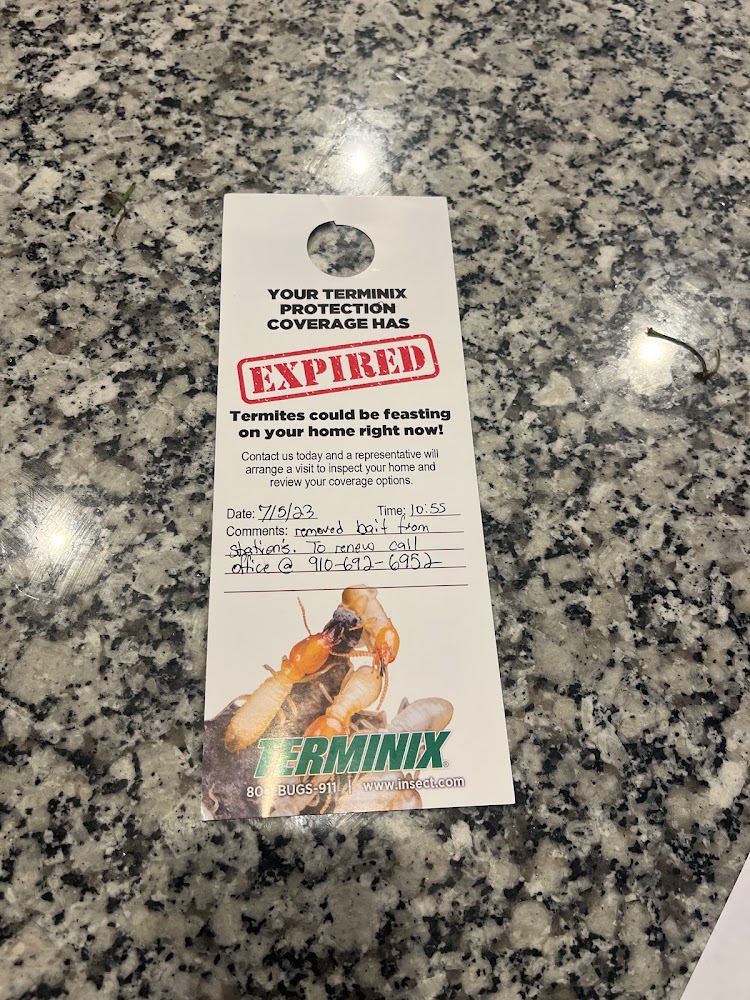 YOUR TERMINIX
PROTECTION
COVERAGE HAS
EXPIRED
Termites could be feasting
on your home right now!
Contact us today and a representative will
arrange a visit to inspect your home and
review your coverage options.
Date: 7/5/23 Time: 10:55
Comments: removed bait from
stations. To renew call
office @ 910-692-6952
TERMINIX®
80 BUGS-911 | www.insect.com